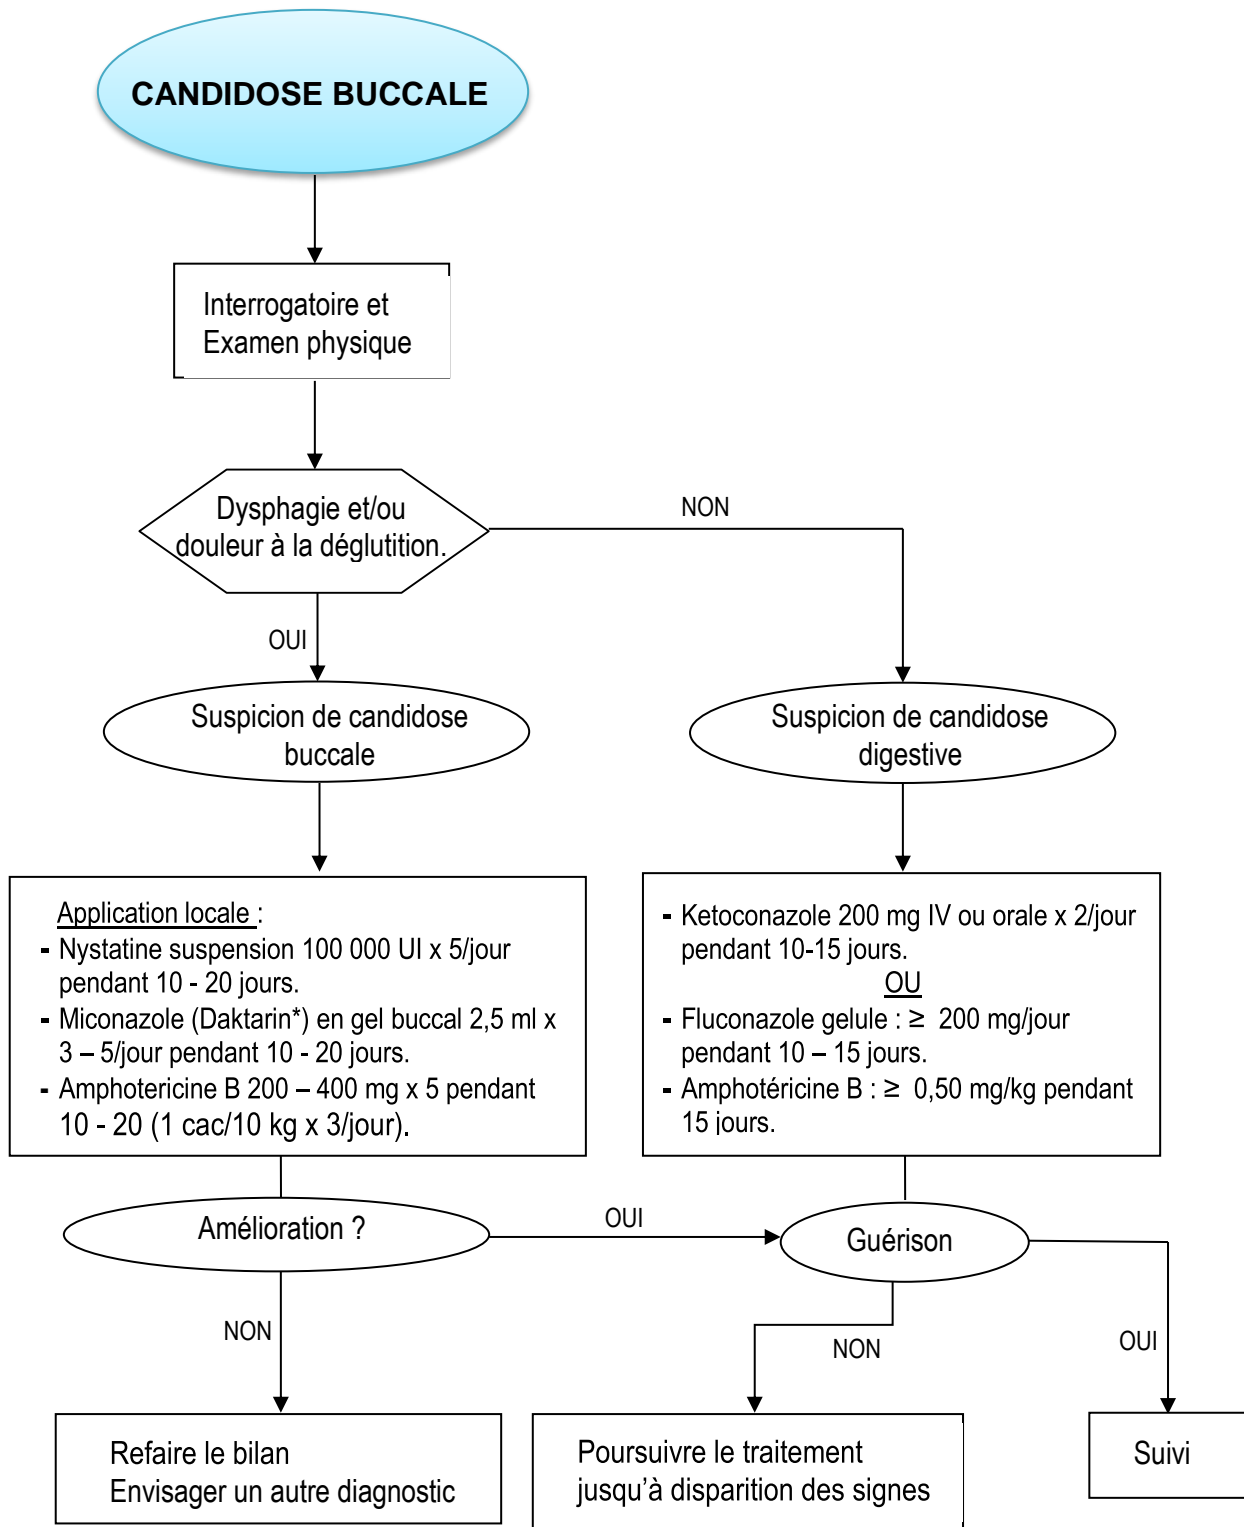 CANDIDOSE BUCCALE
Interrogatoire et
Examen physique
Dysphagie et/ou
douleur à la déglutition.
NON
OUI
Suspicion de candidose
buccale
Suspicion de candidose
digestive
Application locale :
- Nystatine suspension 100 000 UI x 5/jour
pendant 10 - 20 jours.
- Miconazole (Daktarin*) en gel buccal 2,5 ml x
3 – 5/jour pendant 10 - 20 jours.
- Amphotericine B 200 – 400 mg x 5 pendant
10 - 20 (1 cac/10 kg x 3/jour).
- Ketoconazole 200 mg IV ou orale x 2/jour
pendant 10-15 jours.
OU
- Fluconazole gelule : ≥ 200 mg/jour
pendant 10 – 15 jours.
- Amphotéricine B : ≥ 0,50 mg/kg pendant
15 jours.
Amélioration ?
OUI
Guérison
NON
NON
OUI
Refaire le bilan
Envisager un autre diagnostic
Poursuivre le traitement
jusqu'à disparition des signes
Suivi